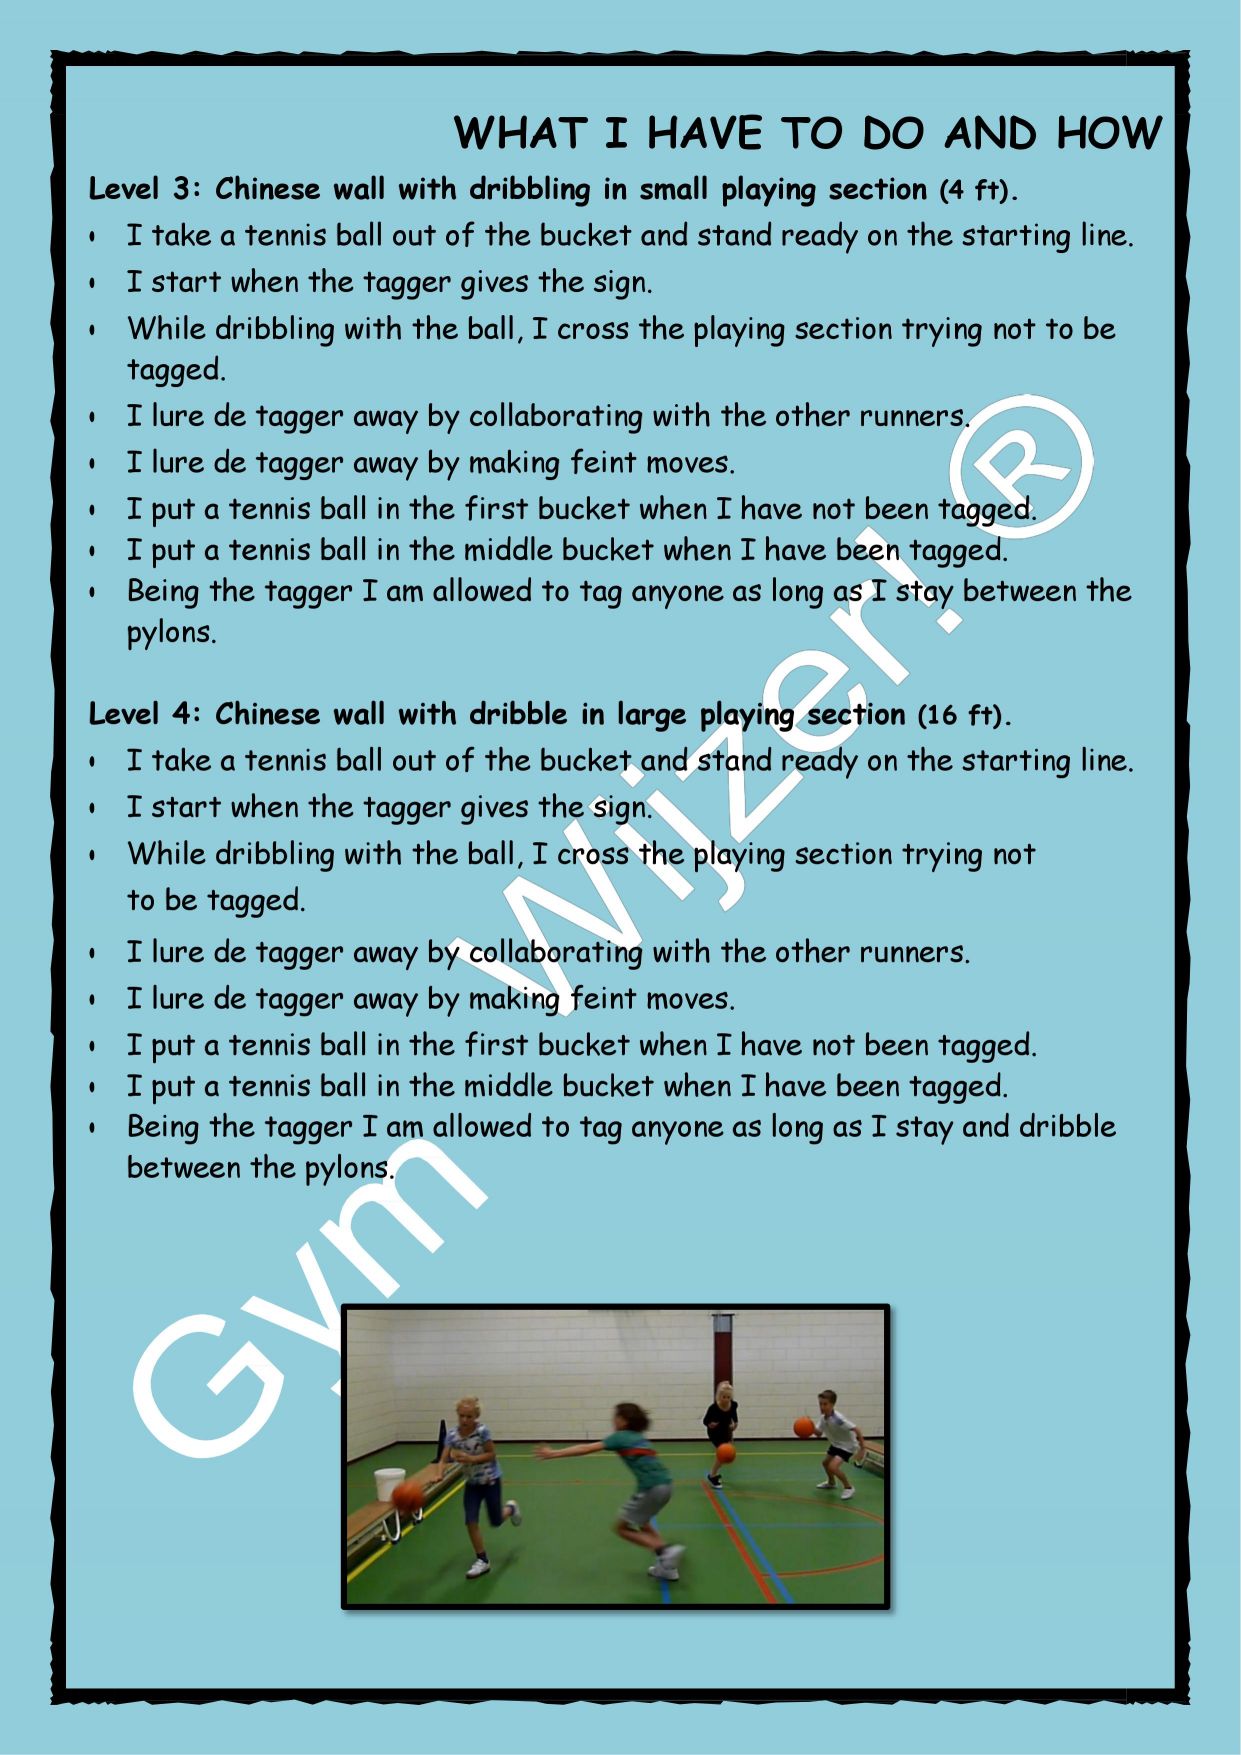 WHAT I HAVE TO DO AND HOW
Level 3: Chinese wall with dribbling in small playing section (4 ft).
• I take a tennis ball out of the bucket and stand ready on the starting line.
• I start when the tagger gives the sign.
• While dribbling with the ball, I cross the playing section trying not to be
tagged.
• I lure de tagger away by collaborating with the other runners.
• I lure de tagger away by making feint moves.
• I put a tennis ball in the first bucket when I have not been tagged.
• I put a tennis ball in the middle bucket when I have been tagged.
• Being the tagger I am allowed to tag anyone as long as I stay between the
pylons.
Level 4: Chinese wall with dribble in large playing section (16 ft).
• I take a tennis ball out of the bucket and stand ready on the starting line.
• I start when the tagger gives the sign.
• While dribbling with the ball, I cross the playing section trying not
to be tagged.
• I lure de tagger away by collaborating with the other runners.
• I lure de tagger away by making feint moves.
• I put a tennis ball in the first bucket when I have not been tagged.
• I put a tennis ball in the middle bucket when I have been tagged.
• Being the tagger I am allowed to tag anyone as long as I stay and dribble
between the pylons.
Gym Wijzer! ®